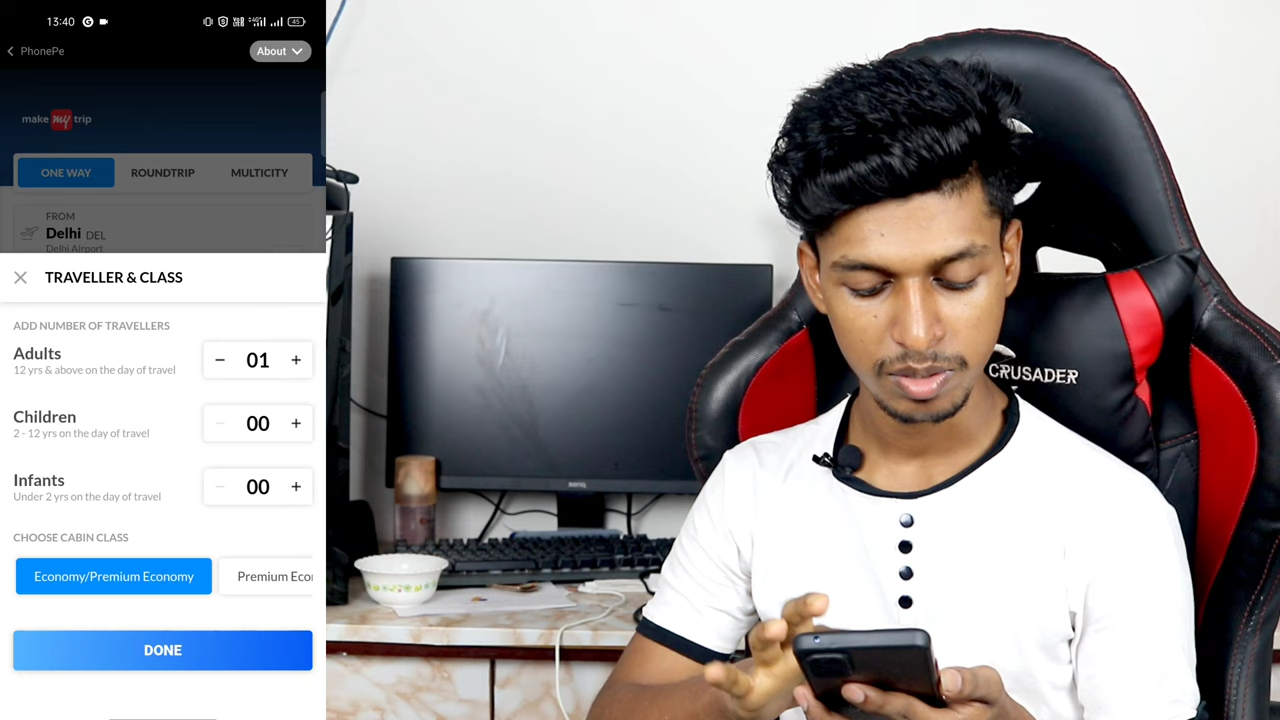 13:40
PhonePe
About
make my trip
ONE WAY ROUNDTRIP MULTICITY
FROM
Delhi DEL
Delhi Airport
TRAVELLER & CLASS
ADD NUMBER OF TRAVELLERS
Adults
12 yrs & above on the day of travel
− 01 +
Children
2 - 12 yrs on the day of travel
− 00 +
Infants
Under 2 yrs on the day of travel
− 00 +
CHOOSE CABIN CLASS
Economy/Premium Economy Premium Eco
DONE
CRUSADER
BenQ